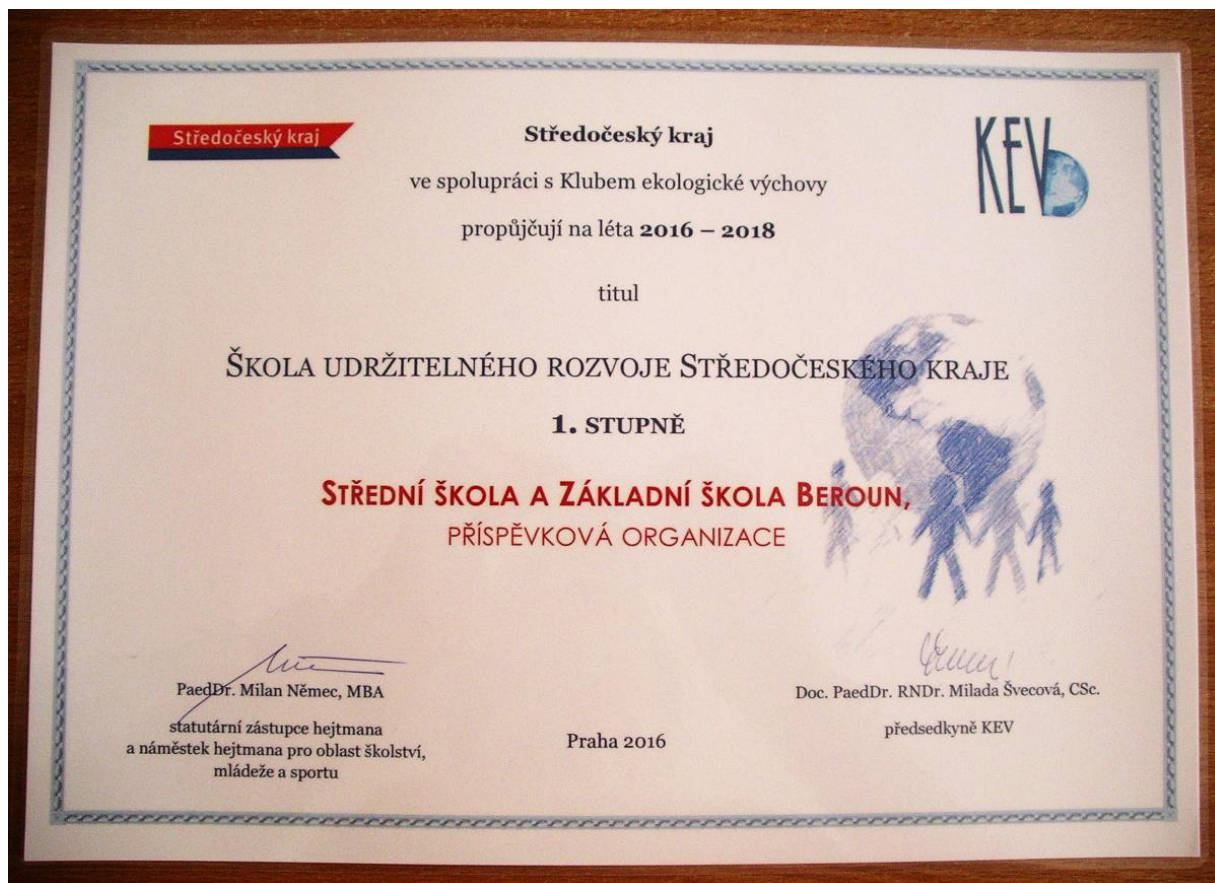 Středočeský kraj
Středočeský kraj
KEV
ve spolupráci s Klubem ekologické výchovy
propůjčují na léta 2016 – 2018
titul
ŠKOLA UDRŽITELNÉHO ROZVOJE STŘEDOČESKÉHO KRAJE
1. STUPNĚ
STŘEDNÍ ŠKOLA A ZÁKLADNÍ ŠKOLA BEROUN,
PŘÍSPĚVKOVÁ ORGANIZACE
PaedDr. Milan Němec, MBA
statutární zástupce hejtmana
a náměstek hejtmana pro oblast školství,
mládeže a sportu
Praha 2016
Doc. PaedDr. RNDr. Milada Švecová, CSc.
předsedkyně KEV